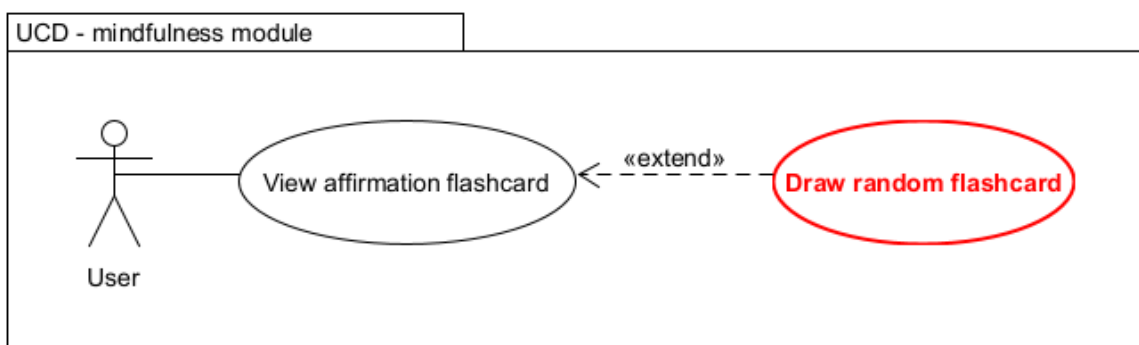 UCD - mindfulness module
View affirmation flashcard
«extend»
Draw random flashcard
User